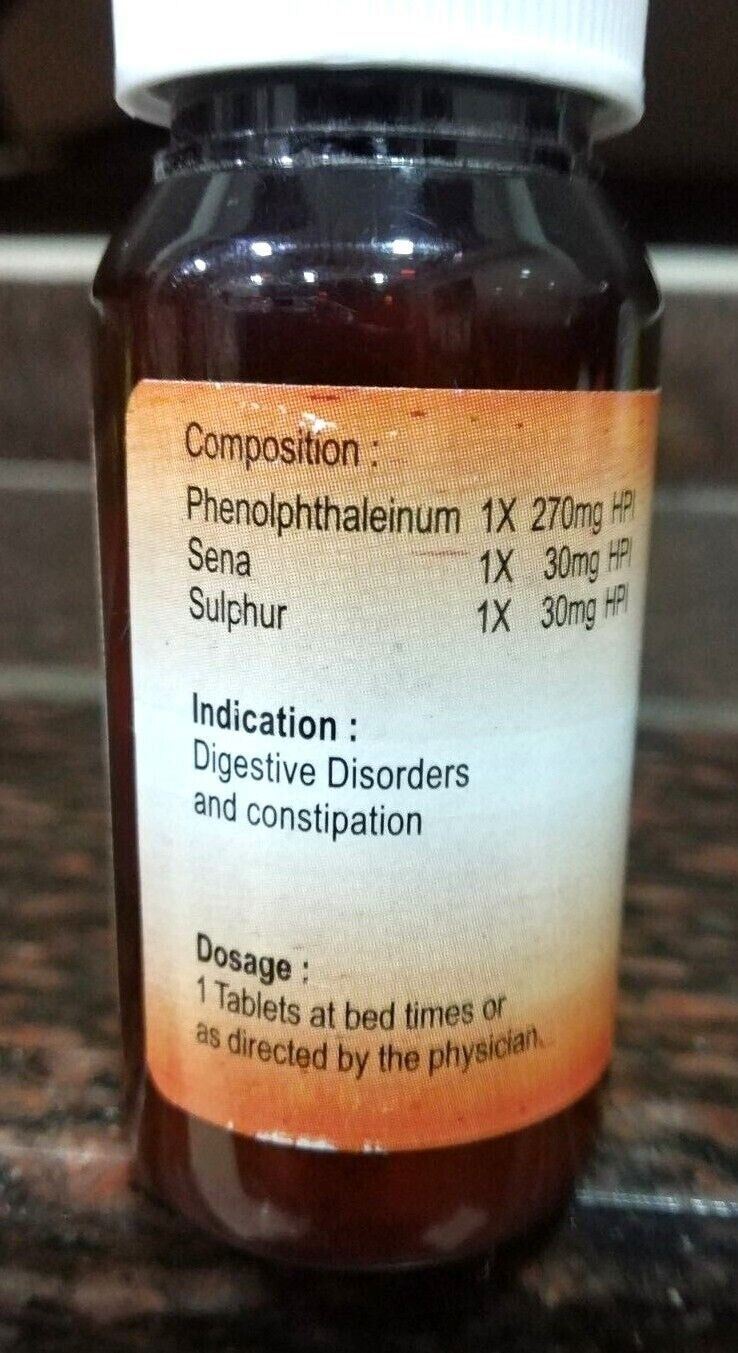 Composition :
Phenolphthaleinum 1X 270mg HPI
Sena 1X 30mg HPI
Sulphur 1X 30mg HPI
Indication :
Digestive Disorders
and constipation
Dosage :
1 Tablets at bed times or
as directed by the physician.